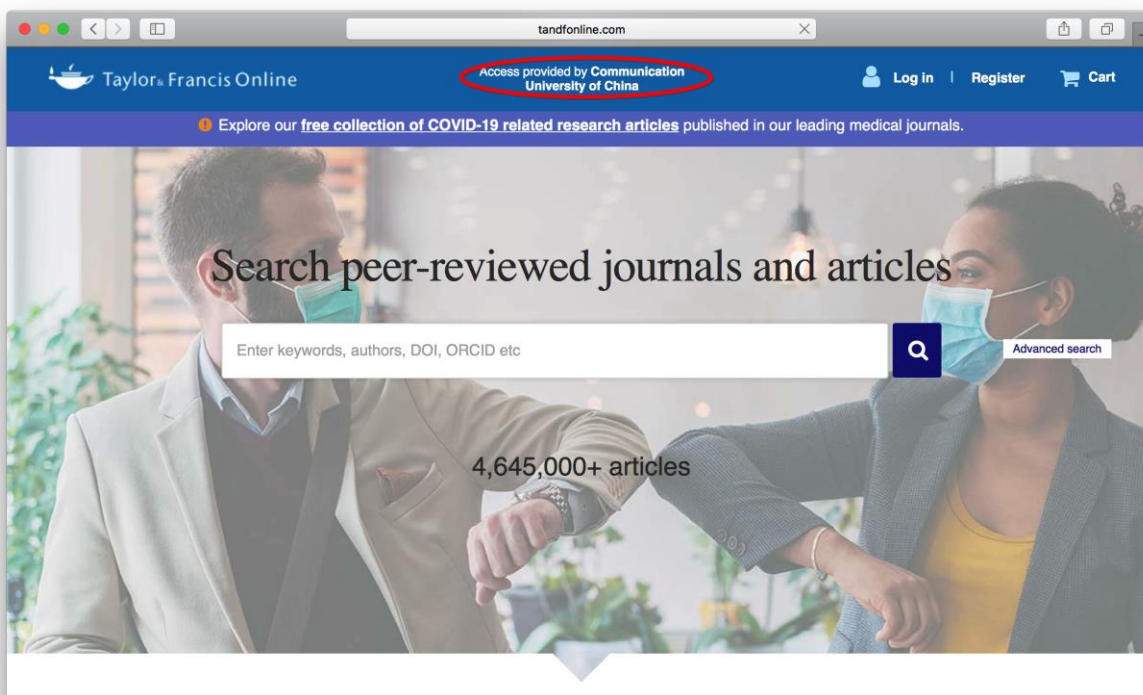 tandfonline.com
Taylor & Francis Online
Access provided by Communication
University of China
Log in | Register
Cart
Explore our free collection of COVID-19 related research articles published in our leading medical journals.
Search peer-reviewed journals and articles
Enter keywords, authors, DOI, ORCID etc
Advanced search
4,645,000+ articles